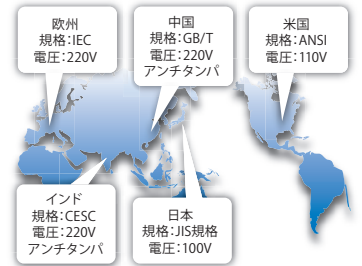 欧州
規格：IEC
電圧：220V
中国
規格：GB/T
電圧：220V
アンチタンパ
米国
規格：ANSI
電圧：110V
インド
規格：CESC
電圧：220V
アンチタンパ
日本
規格：JIS規格
電圧：100V